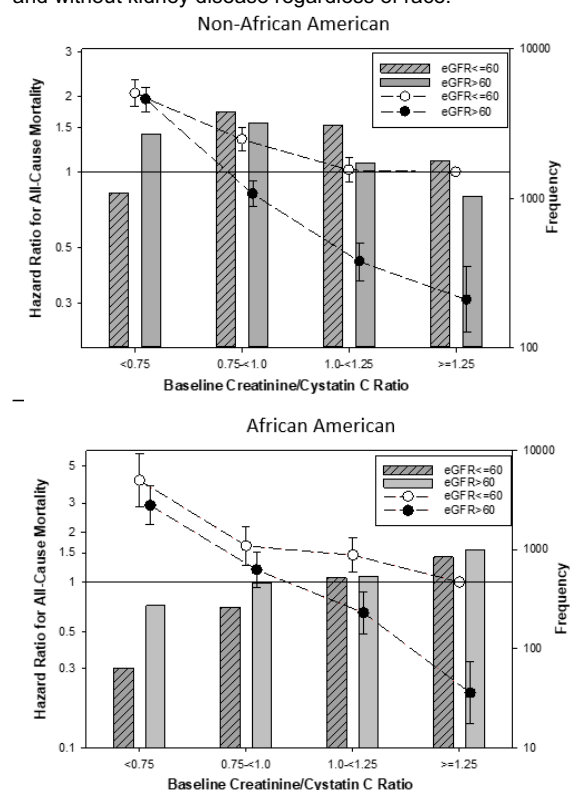 and without kidney disease regardless of race.
Non-African American
3
2
1.5
1
0.5
0.3
Hazard Ratio for All-Cause Mortality
eGFR<=60
eGFR>60
eGFR<=60
eGFR>60
10000
1000
100
Frequency
<0.75
0.75-<1.0
1.0-<1.25
>=1.25
Baseline Creatinine/Cystatin C Ratio
African American
5
3
2
1.5
1
0.5
0.3
0.1
Hazard Ratio for All-Cause Mortality
eGFR<=60
eGFR>60
eGFR<=60
eGFR>60
10000
1000
100
10
Frequency
<0.75
0.75-<1.0
1.0-<1.25
>=1.25
Baseline Creatinine/Cystatin C Ratio